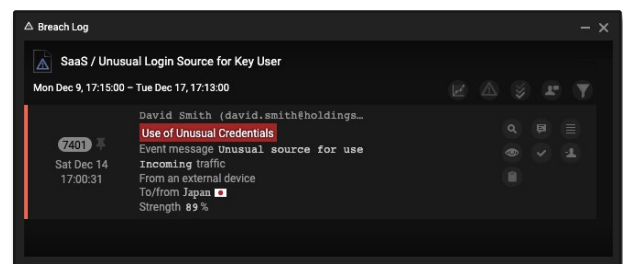 Breach Log
SaaS / Unusual Login Source for Key User
Mon Dec 9, 17:15:00 – Tue Dec 17, 17:13:00
David Smith (david.smith@holdings…
Use of Unusual Credentials
7401
Event message Unusual source for use
Sat Dec 14
Incoming traffic
17:00:31
From an external device
To/from Japan
Strength 89 %